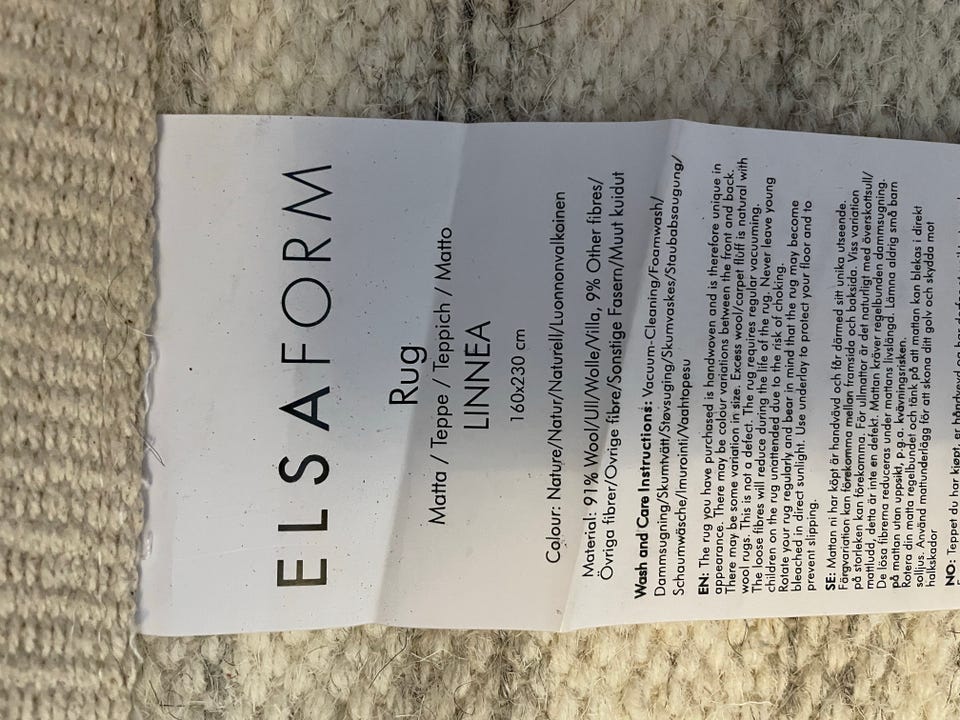 ELSAFORM
Rug
Matta / Teppe / Teppich / Matto
LINNEA
160x230 cm
Colour: Nature/Natur/Naturell/Luonnonvalkoinen
Material: 91% Wool/Ull/Wolle/Villa, 9% Other fibres/
Övriga fibrer/Övrige fibre/Sonstige Fasern/Muut kuidut
Wash and Care Instructions: Vacuum-Cleaning/Foamwash/
Dammsugning/Skumtvätt/Støvsuging/Skumvaskes/Staubabsaugung/
Schaumwäsche/Imurointi/Vaahtopesu
EN: The rug you have purchased is handwoven and is therefore unique in
appearance. There may be colour variations between the front and back.
There may be some variation in size. Excess wool/carpet fluff is natural with
wool rugs. This is not a defect. The rug requires regular vacuuming.
The loose fibres will reduce during the life of the rug. Never leave young
children on the rug unattended due to the risk of choking.
Rotate your rug regularly and bear in mind that the rug may become
bleached in direct sunlight. Use underlay to protect your floor and to
prevent slipping.
SE: Mattan ni har köpt är handvävd och får därmed sitt unika utseende.
Färgvariation kan förekomma mellan framsida och baksida. Viss variation
på storleken kan förekomma. För ullmattor är det naturligt med överskottsull/
mattludd, detta är inte en defekt. Mattan kräver regelbunden dammsugning.
De lösa fibrerna reduceras under mattans livslängd. Lämna aldrig små barn
på mattan utan uppsikt, p.g.a. kvävningsrisken.
Rotera din matta regelbundet och tänk på att mattan kan blekas i direkt
solljus. Använd mattunderlägg för att skona ditt golv och skydda mot
halkskador
NO: Teppet du har kjøpt, er håndvevd og har